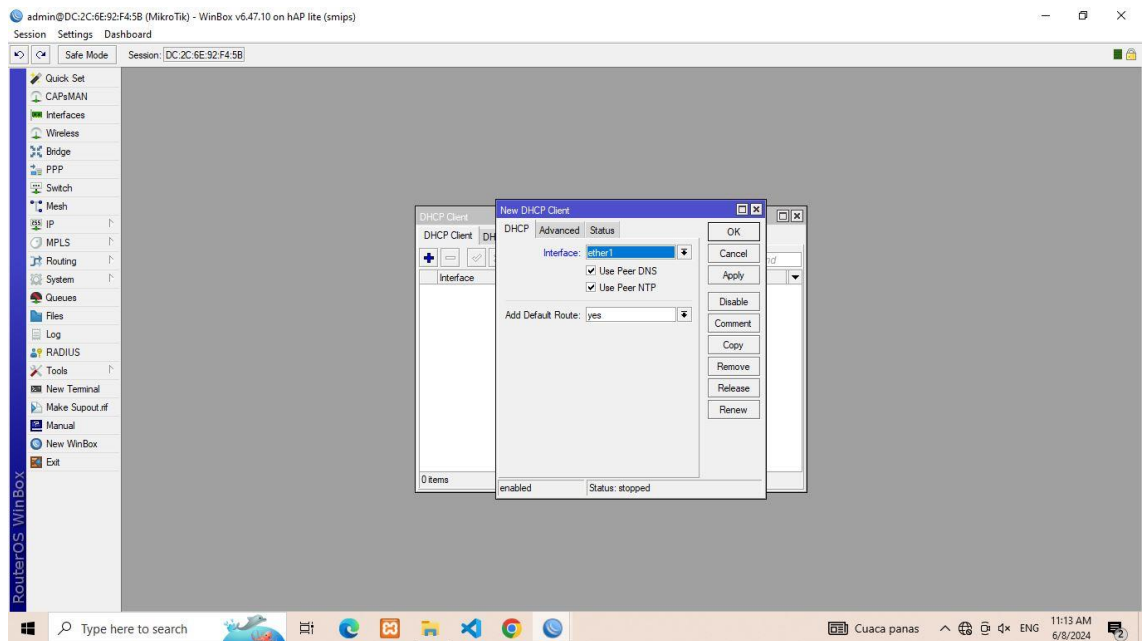 admin@DC:2C:6E:92:F4:5B (MikroTik) - WinBox v6.47.10 on hAP lite (smips)
Session Settings Dashboard
Safe Mode Session: DC:2C:6E:92:F4:5B
Quick Set
CAPsMAN
Interfaces
Wireless
Bridge
PPP
Switch
Mesh
IP
MPLS
Routing
System
Queues
Files
Log
RADIUS
Tools
New Terminal
Make Supout.rif
Manual
New WinBox
Exit
RouterOS WinBox
DHCP Client
DHCP Client DH
Interface
0 items
New DHCP Client
DHCP Advanced Status
Interface: ether1
Use Peer DNS
Use Peer NTP
Add Default Route: yes
enabled Status: stopped
OK
Cancel
Apply
Disable
Comment
Copy
Remove
Release
Renew
Type here to search
Cuaca panas ENG 11:13 AM
6/8/2024
2